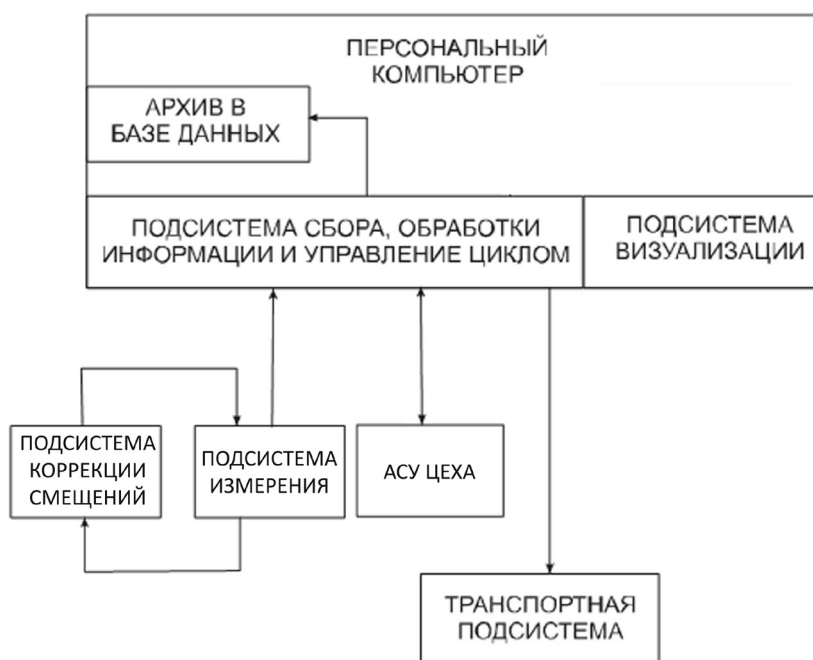 ПЕРСОНАЛЬНЫЙ
КОМПЬЮТЕР
АРХИВ В
БАЗЕ ДАННЫХ
ПОДСИСТЕМА СБОРА, ОБРАБОТКИ
ИНФОРМАЦИИ И УПРАВЛЕНИЕ ЦИКЛОМ
ПОДСИСТЕМА
ВИЗУАЛИЗАЦИИ
ПОДСИСТЕМА
КОРРЕКЦИИ
СМЕЩЕНИЙ
ПОДСИСТЕМА
ИЗМЕРЕНИЯ
АСУ ЦЕХА
ТРАНСПОРТНАЯ
ПОДСИСТЕМА